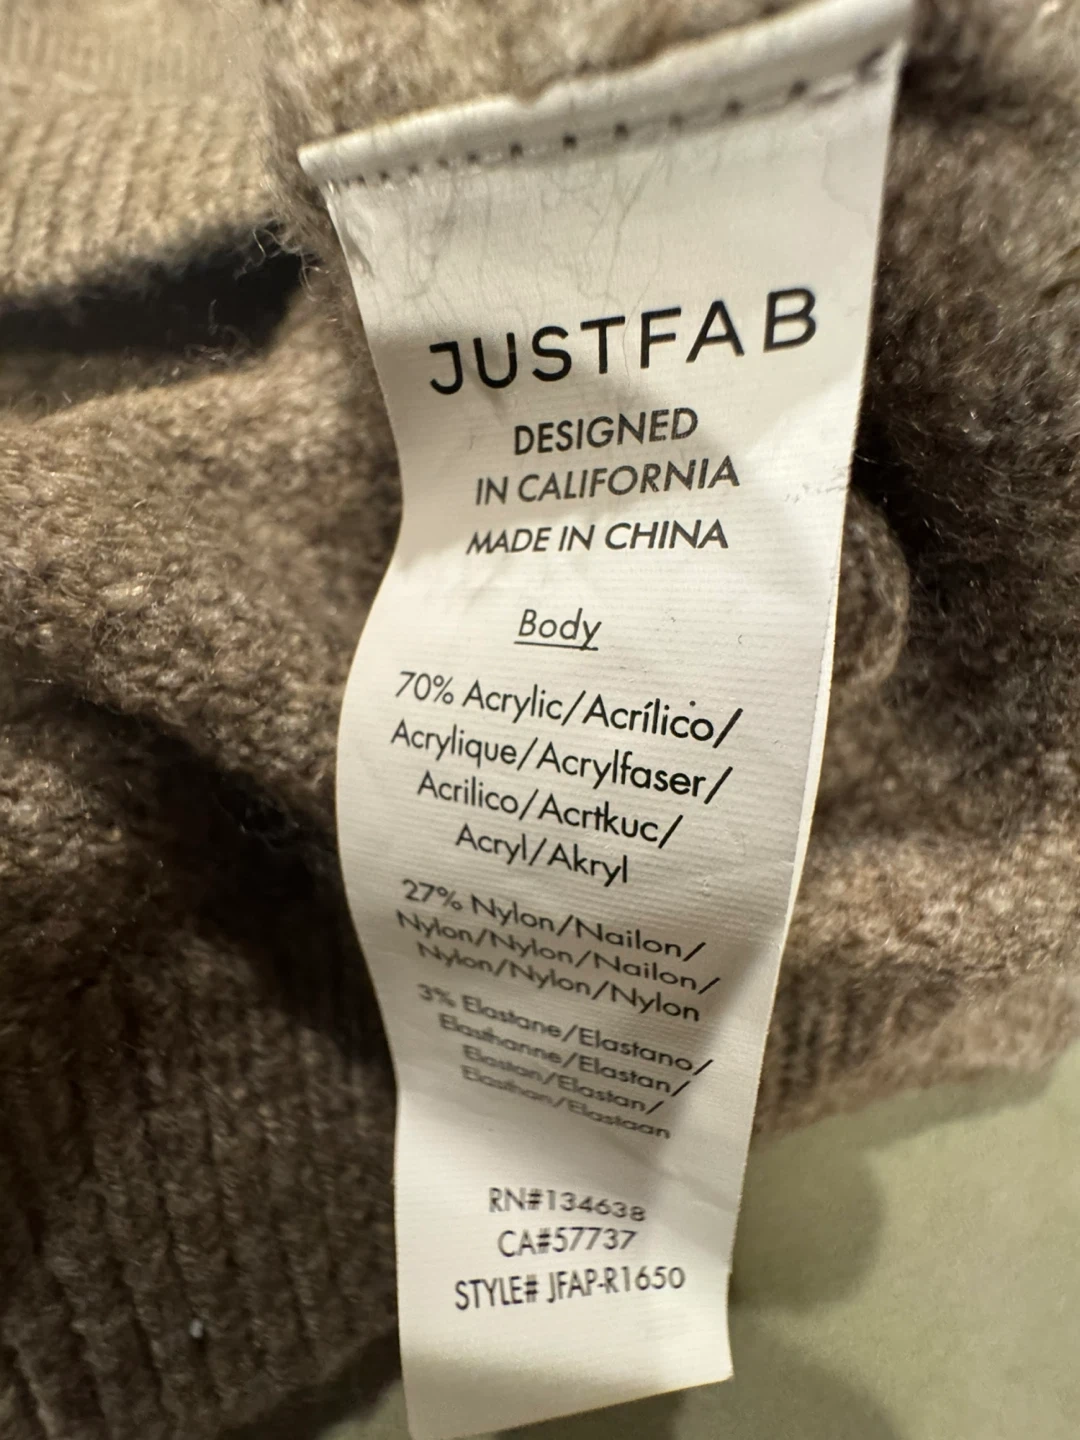 JUSTFAB
DESIGNED
IN CALIFORNIA
MADE IN CHINA
Body
70% Acrylic/Acrílico/
Acrylique/Acrylfaser/
Acrilico/Acrtkuc/
Acryl/Akryl
27% Nylon/Nailon/
Nylon/Nylon/Nailon/
Nylon/Nylon/Nylon
3% Elastane/Elastano/
Elasthanne/Elastan/
Elastan/Elastan/
Elasthan/Elastaan
RN#134638
CA#57737
STYLE# JFAP-R1650